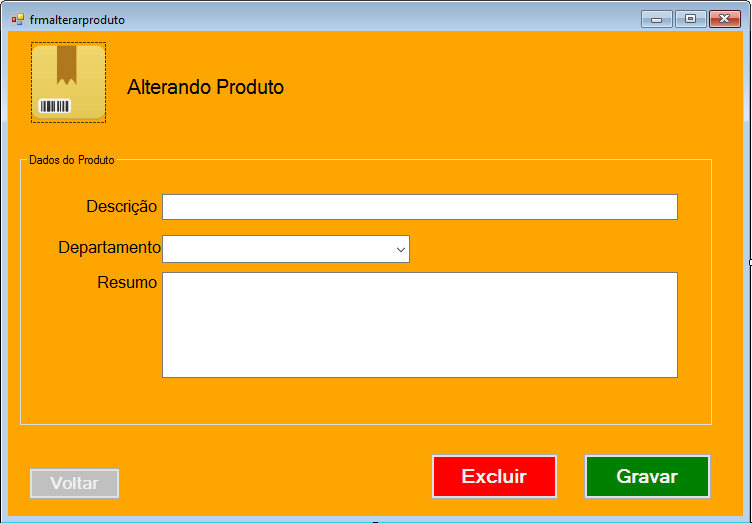 frmalterarproduto
Alterando Produto
Dados do Produto
Descrição
Departamento
Resumo
Voltar
Excluir
Gravar